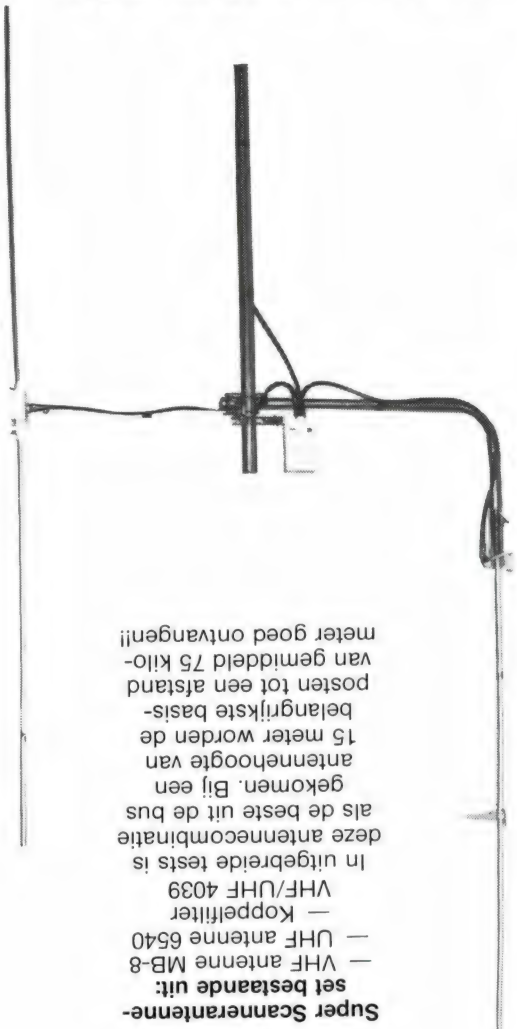 Super Scannerantenne-
set bestaande uit:
— VHF antenne MB-8
— UHF antenne 6540
— Koppelfilter
VHF/UHF 4039
In uitgebreide tests is
deze antennecombinatie
als de beste uit de bus
gekomen. Bij een
antennehoogte van
15 meter worden de
belangrijkste basis-
posten tot een afstand
van gemiddeld 75 kilo-
meter goed ontvangen!!